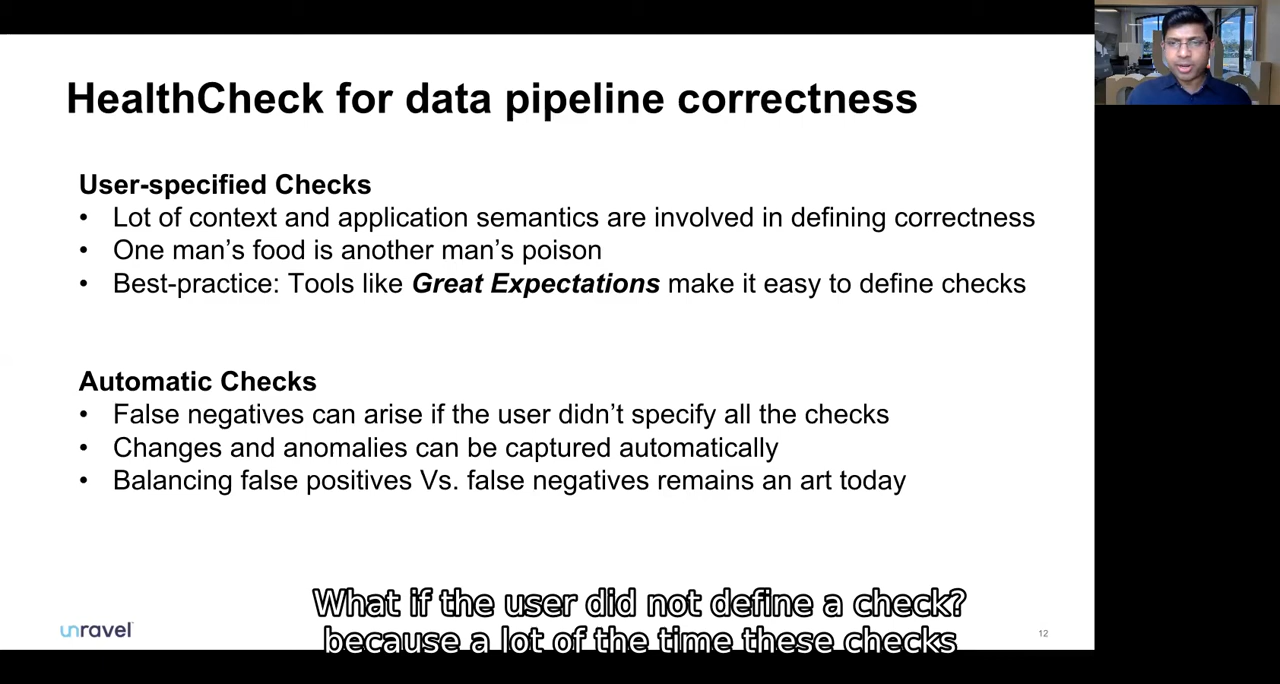 HealthCheck for data pipeline correctness
User-specified Checks
• Lot of context and application semantics are involved in defining correctness
• One man's food is another man's poison
• Best-practice: Tools like Great Expectations make it easy to define checks
Automatic Checks
• False negatives can arise if the user didn't specify all the checks
• Changes and anomalies can be captured automatically
• Balancing false positives Vs. false negatives remains an art today
What if the user did not define a check?
because a lot of the time these checks
unravel
12